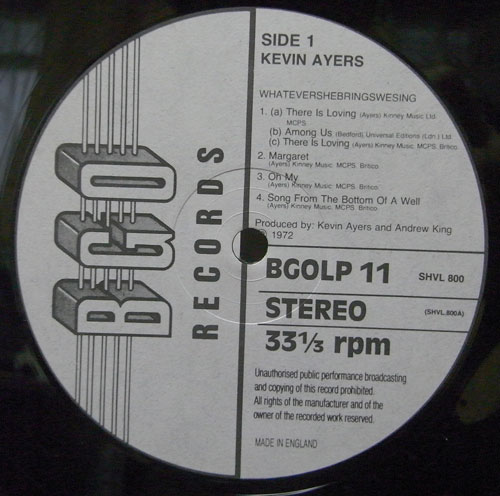 BGO
RECORDS
SIDE 1
KEVIN AYERS
WHATEVERSHEBRINGSWESING
1. (a) There Is Loving (Ayers) Kinney Music Ltd.
MCPS.
(b) Among Us (Bedford) Universal Editions (Ldn.) Ltd.
(c) There Is Loving (Ayers) Kinney Music. MCPS. Britico.
2. Margaret
(Ayers) Kinney Music. MCPS. Britico.
3. Oh My
(Ayers) Kinney Music. MCPS. Britico.
4. Song From The Bottom Of A Well
(Ayers) Kinney Music. MCPS. Britico.
Produced by: Kevin Ayers and Andrew King
℗ 1972
BGOLP 11 SHVL 800
STEREO (SHVL.800A)
33⅓ rpm
Unauthorised public performance broadcasting
and copying of this record prohibited.
All rights of the manufacturer and of the
owner of the recorded work reserved.
MADE IN ENGLAND